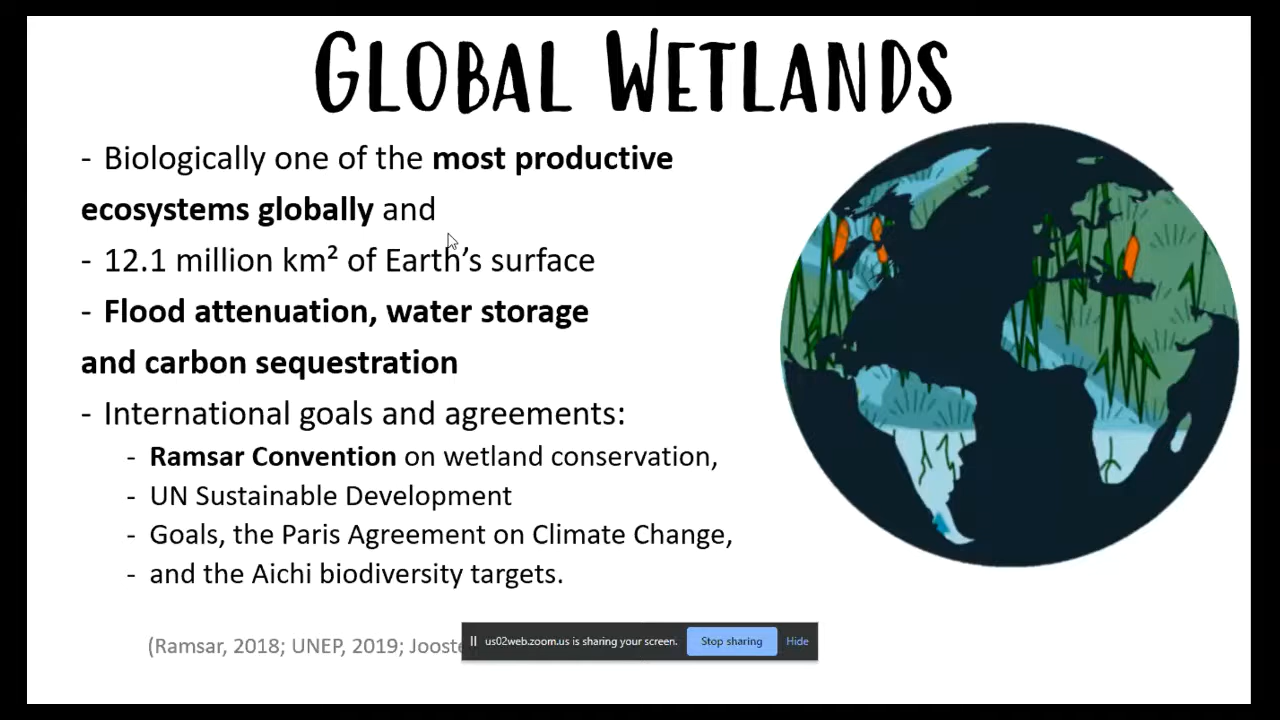 GLOBAL WETLANDS
- Biologically one of the most productive
ecosystems globally and
- 12.1 million km² of Earth’s surface
- Flood attenuation, water storage
and carbon sequestration
- International goals and agreements:
- Ramsar Convention on wetland conservation,
- UN Sustainable Development
- Goals, the Paris Agreement on Climate Change,
- and the Aichi biodiversity targets.
(Ramsar, 2018; UNEP, 2019;
us02web.zoom.us is sharing your screen. Stop sharing Hide